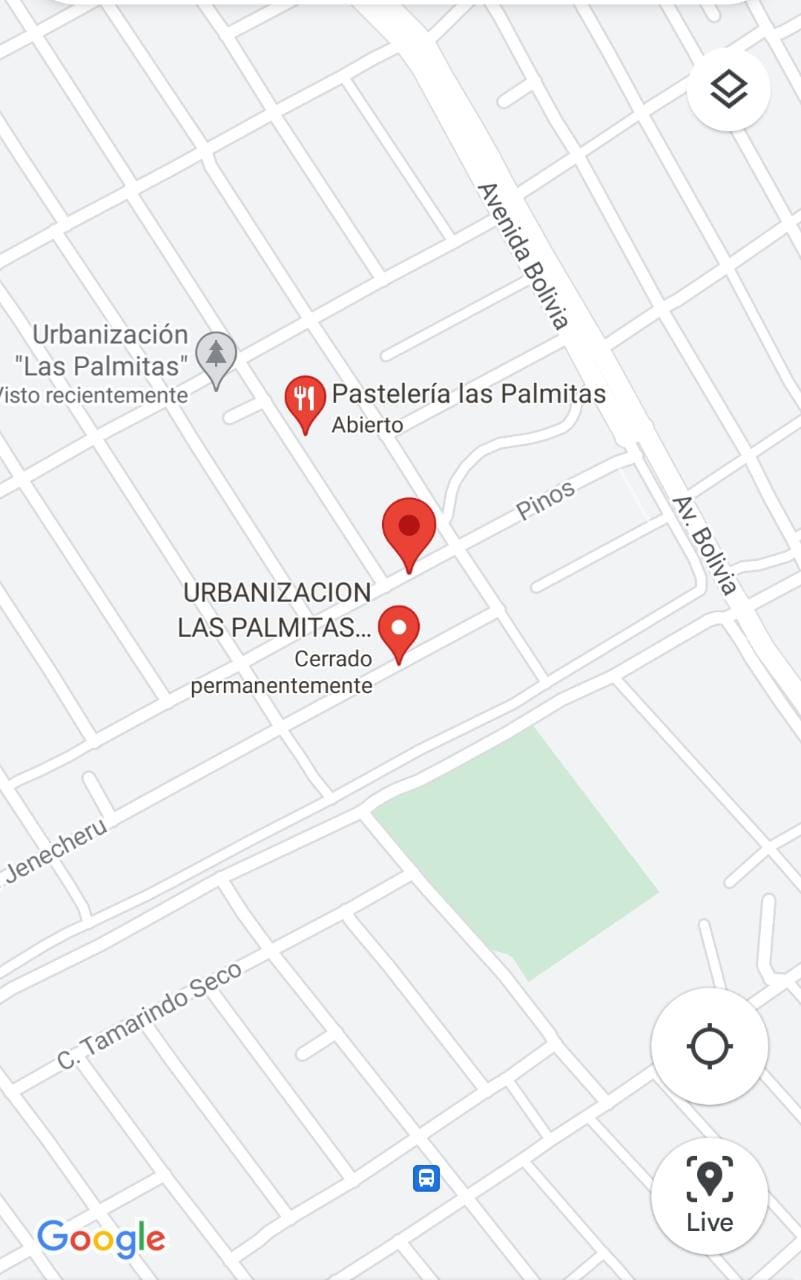 Avenida Bolivia
Urbanización
"Las Palmitas"
Visto recientemente
Pastelería las Palmitas
Abierto
Pinos
Av. Bolivia
URBANIZACION
LAS PALMITAS...
Cerrado
permanentemente
Jenecheru
C. Tamarindo Seco
Live
Google